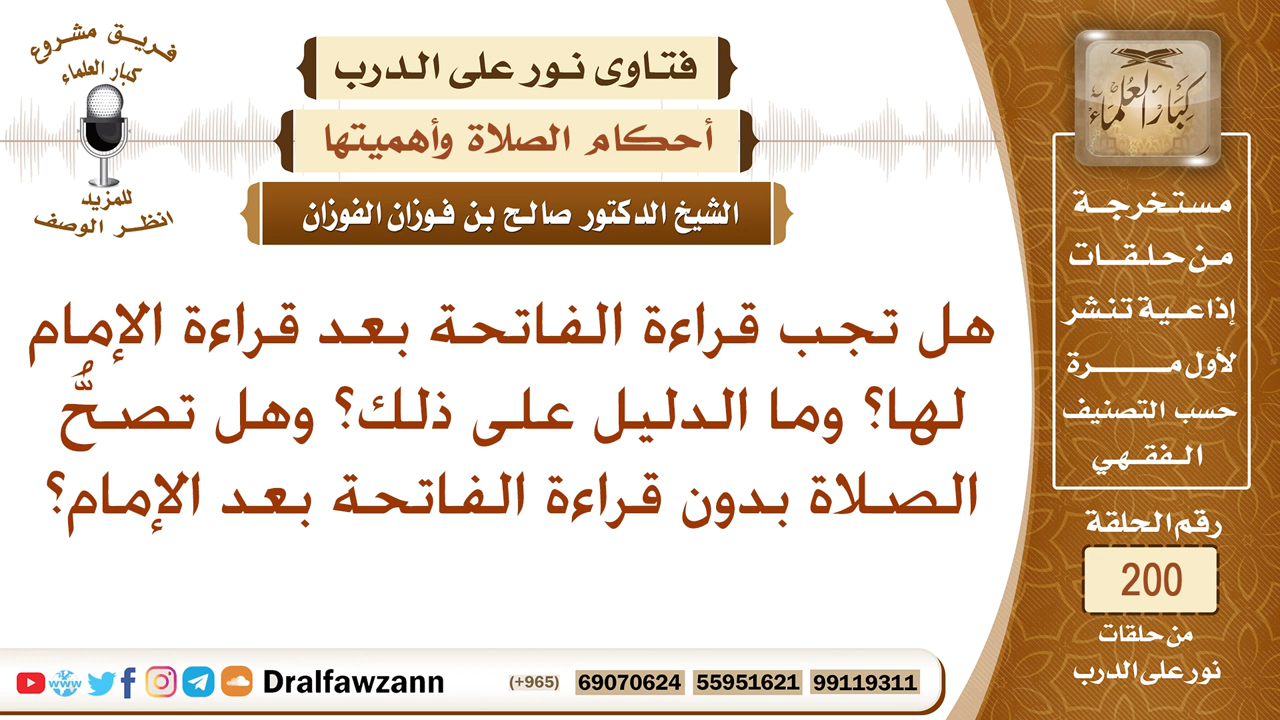 فريق مشروع
كبار العلماء
للمزيد
انظر الوصف
فتاوى نور على الدرب
أحكام الصلاة وأهميتها
الشيخ الدكتور صالح بن فوزان الفوزان
هل تجب قراءة الفاتحة بعد قراءة الإمام
لها؟ وما الدليل على ذلك؟ وهل تصحُّ
الصلاة بدون قراءة الفاتحة بعد الإمام؟
كبار العلماء
مستخرجة
من حلقات
إذاعية تنشر
لأول مرة
حسب التصنيف
الفقهي
رقم الحلقة
200
من حلقات
نور على الدرب
www Dralfawzann (+965) 69070624 55951621 99119311